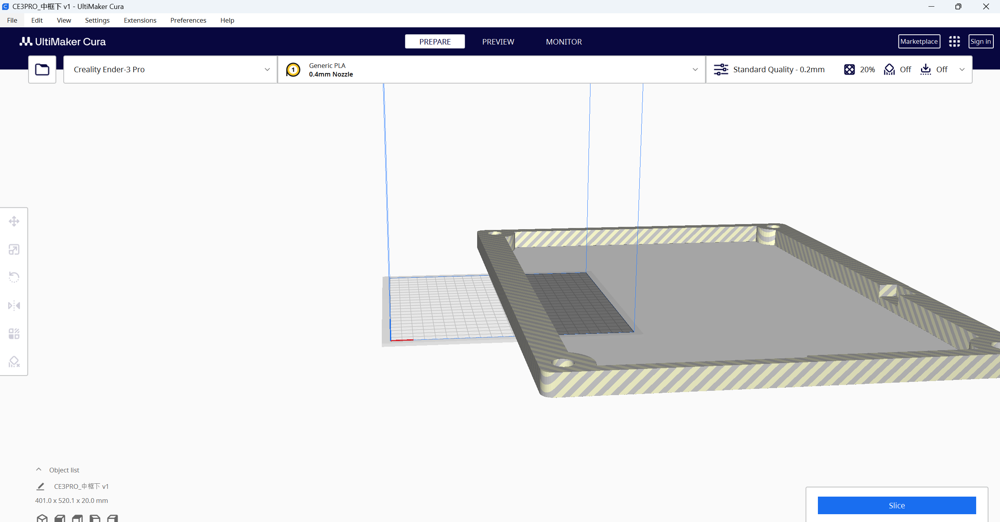 CE3PRO_中框下 v1 - UltiMaker Cura
File Edit View Settings Extensions Preferences Help
UltiMaker Cura PREPARE PREVIEW MONITOR Marketplace Sign in
Creality Ender-3 Pro
1
Generic PLA
0.4mm Nozzle
Standard Quality - 0.2mm 20% Off Off
Object list
CE3PRO_中框下 v1
401.0 x 520.1 x 20.0 mm
Slice